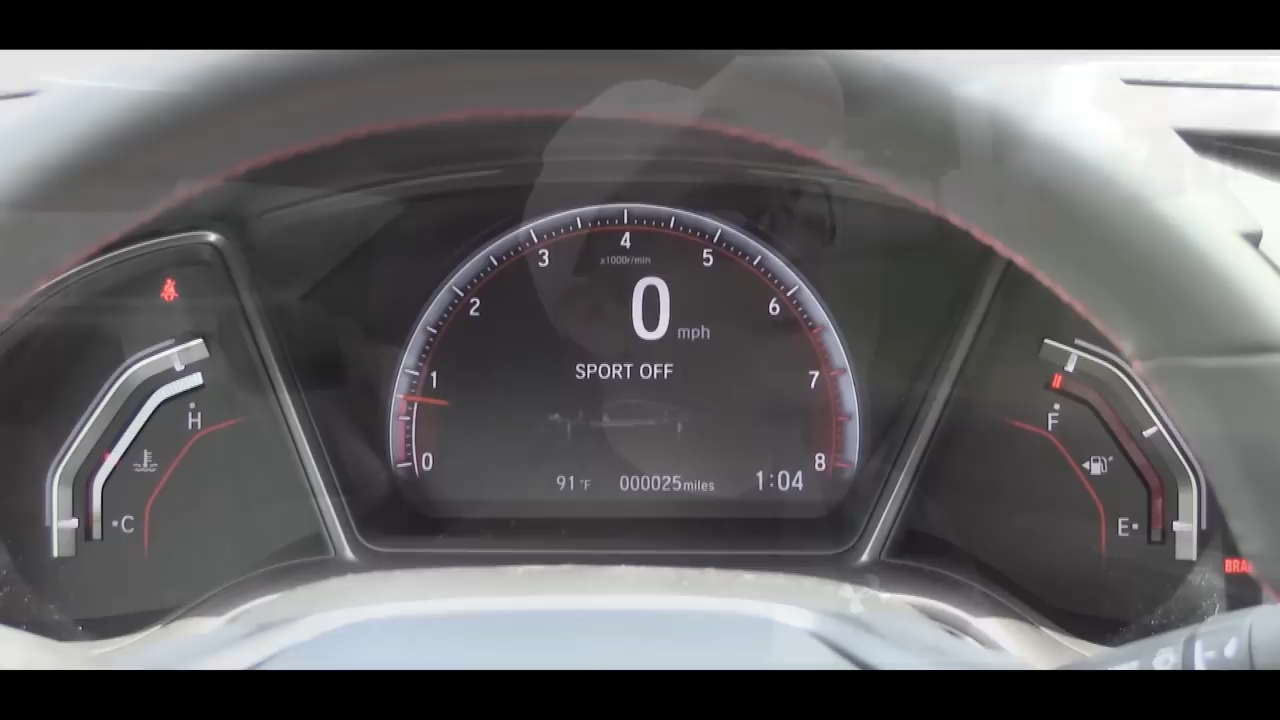 4
3
5
x1000r/min
2
6
0 mph
SPORT OFF
1
7
H
F
0
8
91°F 000025miles 1:04
C
E
BRA